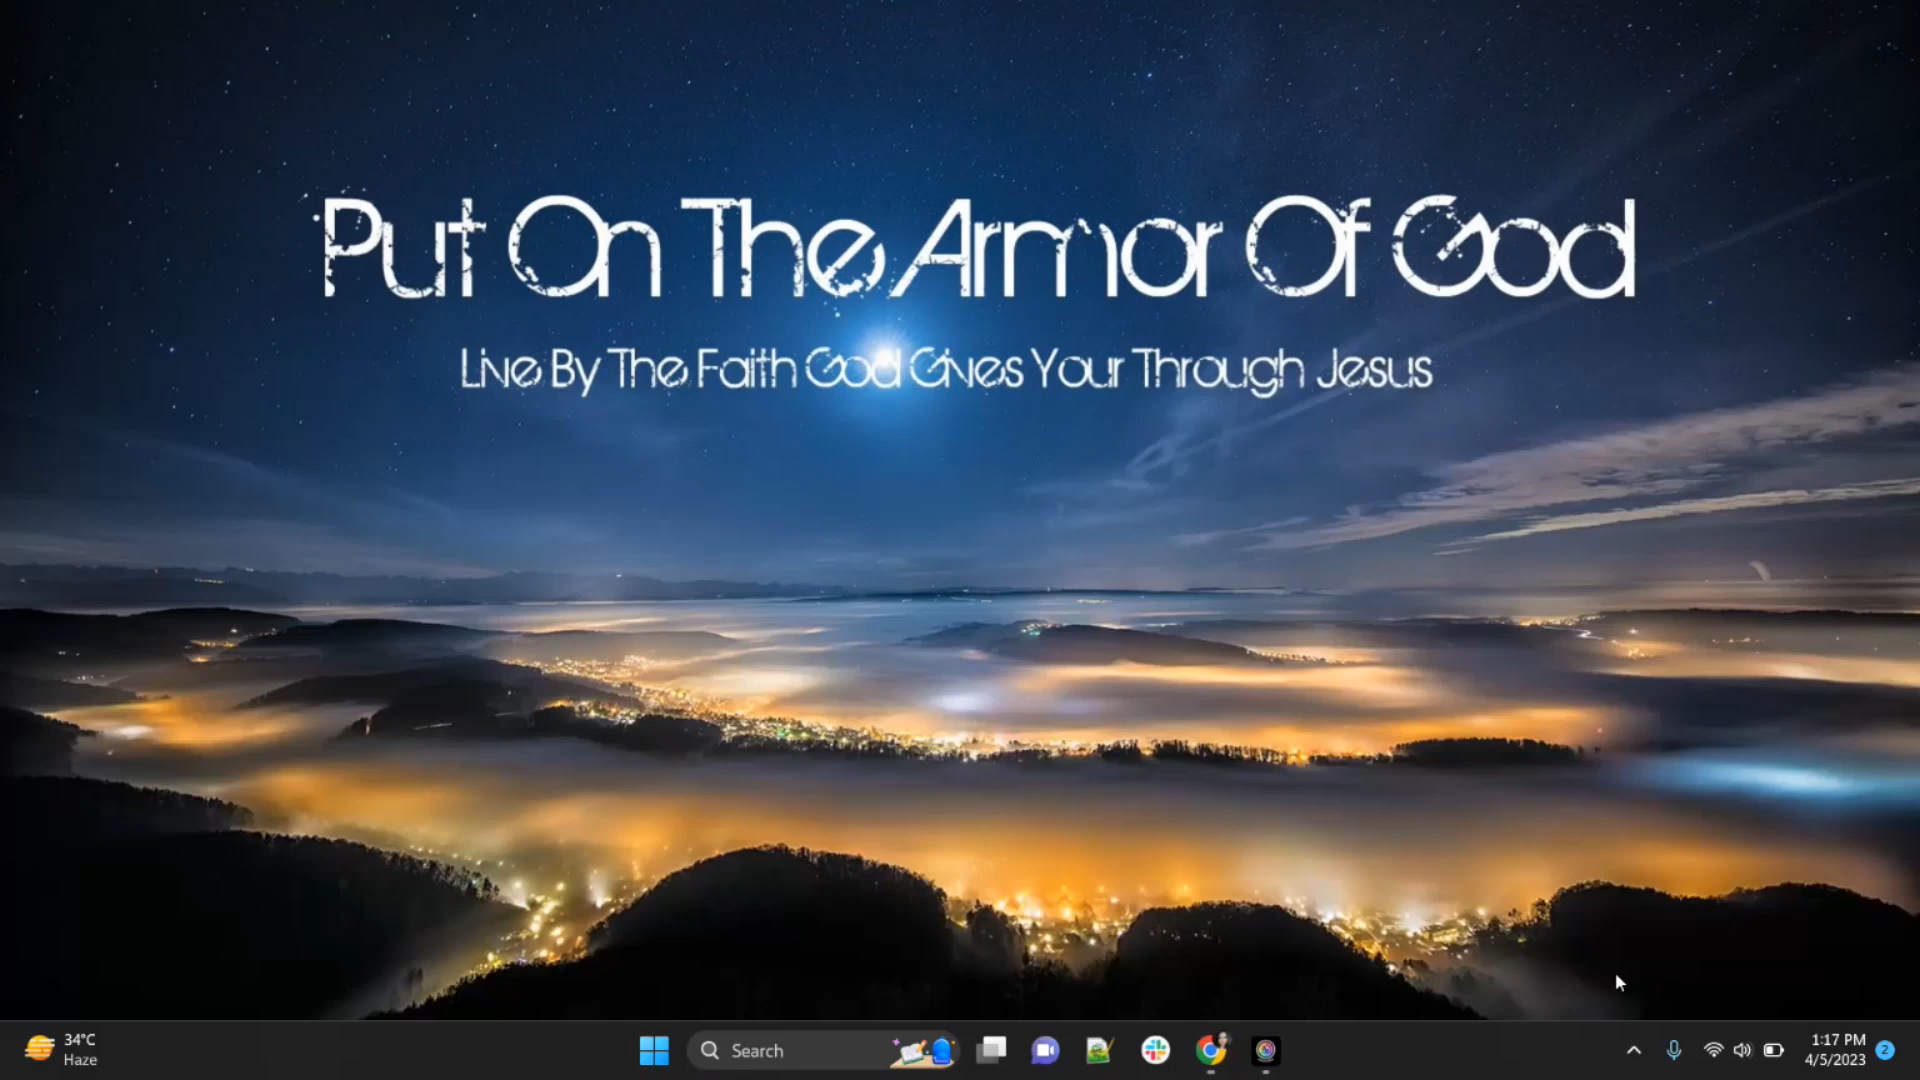 Put On The Armor Of God
Live By The Faith God Gives Your Through Jesus
34°C
Haze
Search
1:17 PM
4/5/2023
2